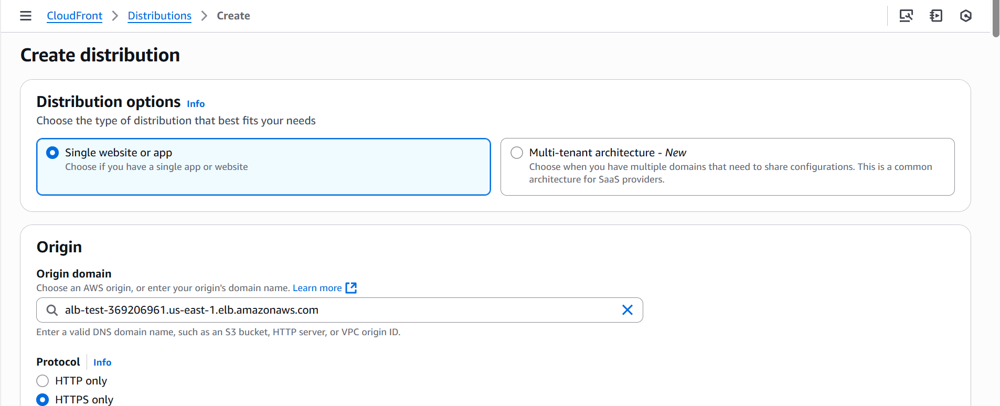 CloudFront > Distributions > Create
Create distribution
Distribution options Info
Choose the type of distribution that best fits your needs
Single website or app
Choose if you have a single app or website
Multi-tenant architecture - New
Choose when you have multiple domains that need to share configurations. This is a common
architecture for SaaS providers.
Origin
Origin domain
Choose an AWS origin, or enter your origin's domain name. Learn more
alb-test-369206961.us-east-1.elb.amazonaws.com
Enter a valid DNS domain name, such as an S3 bucket, HTTP server, or VPC origin ID.
Protocol Info
HTTP only
HTTPS only